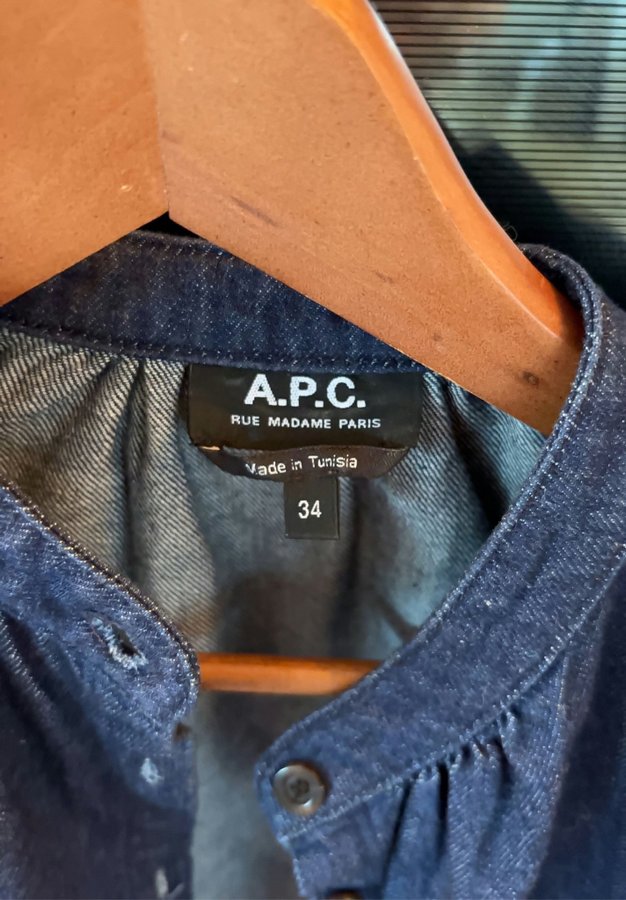 A.P.C.
RUE MADAME PARIS
Made in Tunisia
34